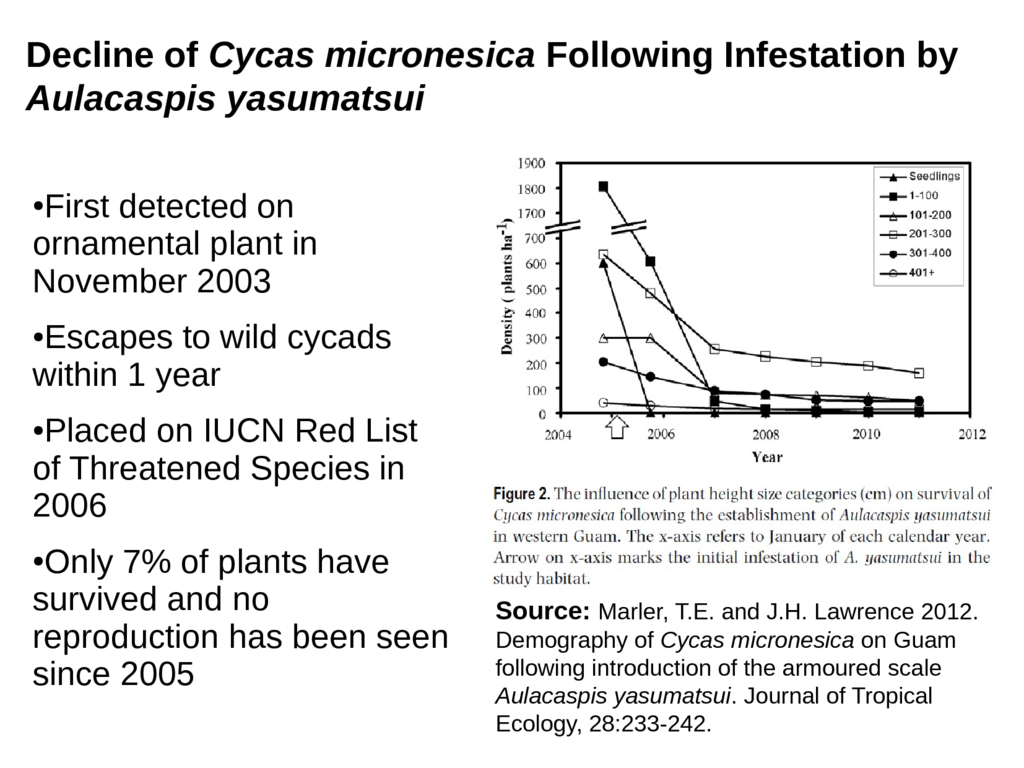 Decline of Cycas micronesica Following Infestation by
Aulacaspis yasumatsui
•First detected on
ornamental plant in
November 2003
•Escapes to wild cycads
within 1 year
•Placed on IUCN Red List
of Threatened Species in
2006
•Only 7% of plants have
survived and no
reproduction has been seen
since 2005
Density ( plants ha-1)
1900
1800
1700
700
600
500
400
300
200
100
0
Seedlings
1-100
101-200
201-300
301-400
401+
2004 2006 2008 2010 2012
Year
Figure 2. The influence of plant height size categories (cm) on survival of
Cycas micronesica following the establishment of Aulacaspis yasumatsui
in western Guam. The x-axis refers to January of each calendar year.
Arrow on x-axis marks the initial infestation of A. yasumatsui in the
study habitat.
Source: Marler, T.E. and J.H. Lawrence 2012.
Demography of Cycas micronesica on Guam
following introduction of the armoured scale
Aulacaspis yasumatsui. Journal of Tropical
Ecology, 28:233-242.